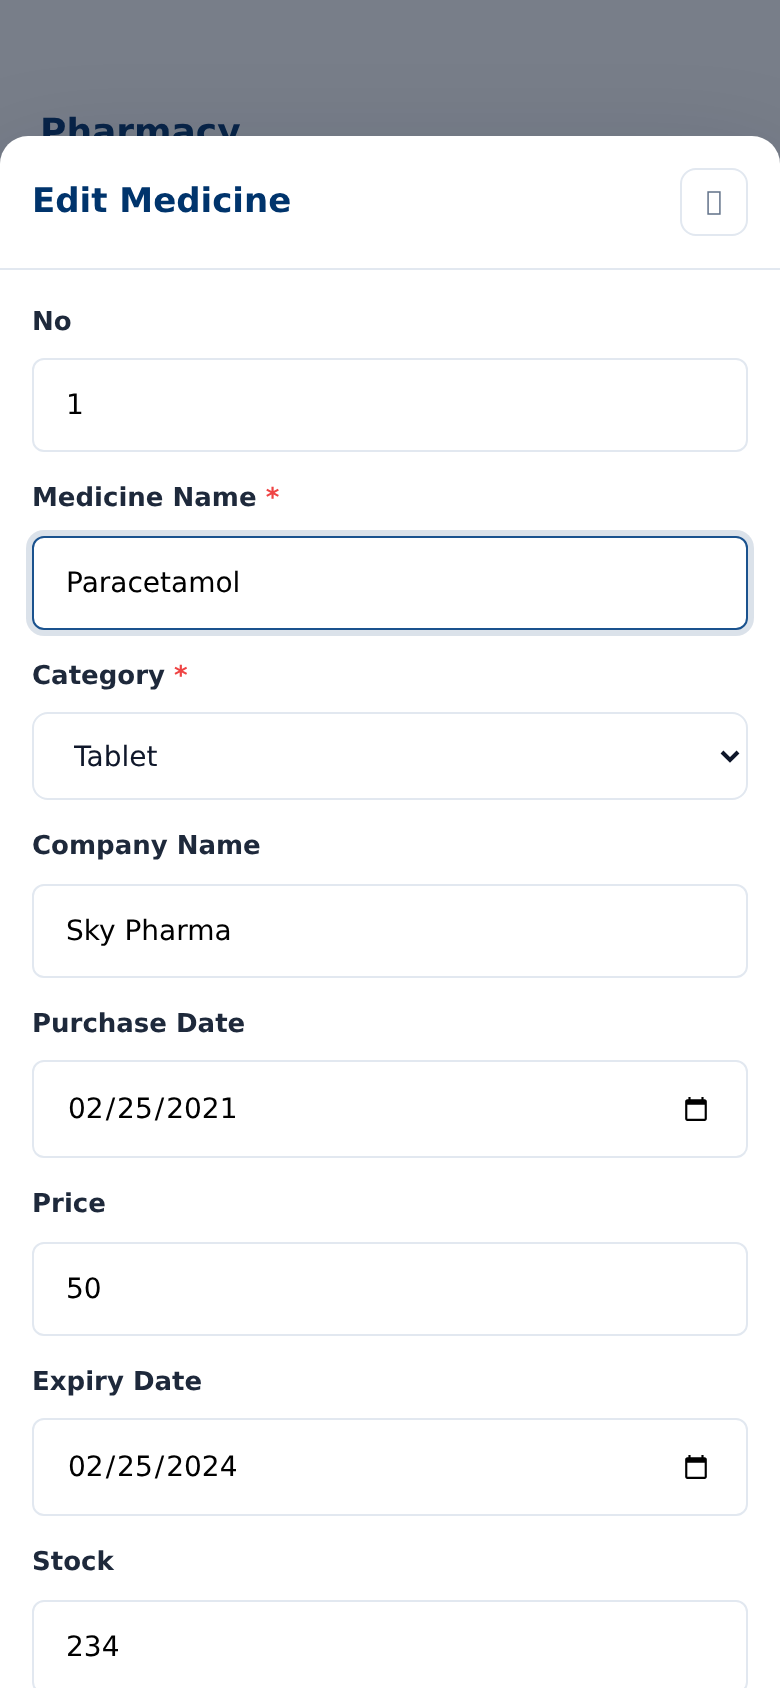 Pharmacy
Edit Medicine
No
1
Medicine Name *
Paracetamol
Category *
Tablet
Company Name
Sky Pharma
Purchase Date
02/25/2021
Price
50
Expiry Date
02/25/2024
Stock
234